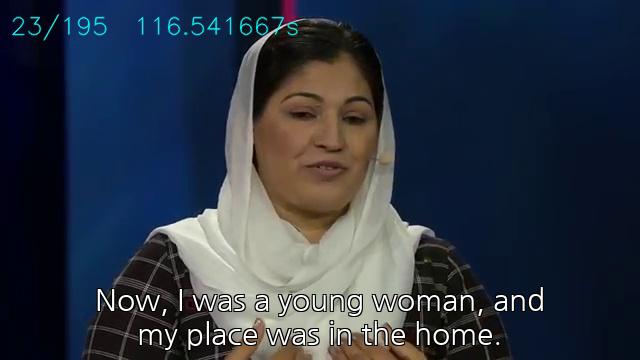 23/195 116.541667s
Now, I was a young woman, and
my place was in the home.